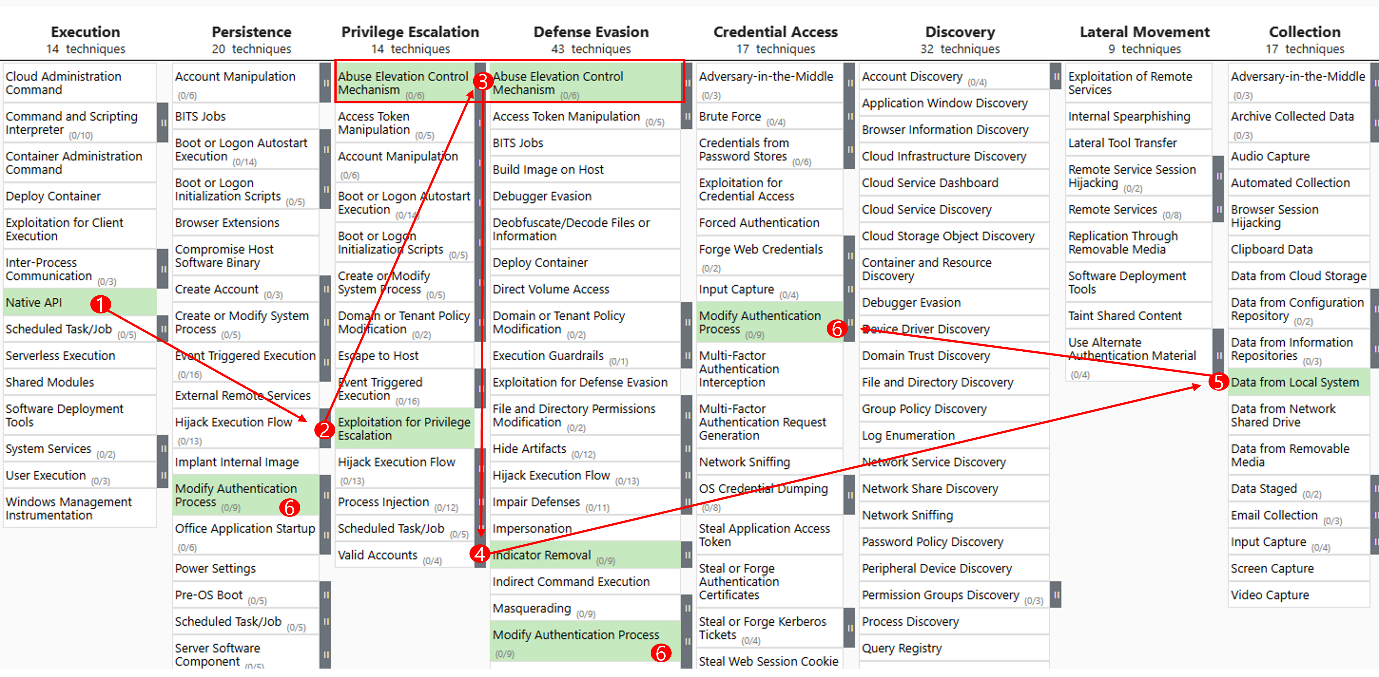 Execution
14 techniques
Cloud Administration
Command
Command and Scripting
Interpreter (0/10)
Container Administration
Command
Deploy Container
Exploitation for Client
Execution
Inter-Process
Communication (0/3)
Native API 1
Scheduled Task/Job (0/5)
Serverless Execution
Shared Modules
Software Deployment
Tools
System Services (0/2)
User Execution (0/3)
Windows Management
Instrumentation
Persistence
20 techniques
Account Manipulation
(0/6)
BITS Jobs
Boot or Logon Autostart
Execution (0/14)
Boot or Logon
Initialization Scripts (0/5)
Browser Extensions
Compromise Host
Software Binary
Create Account (0/3)
Create or Modify System
Process (0/5)
Event Triggered Execution
(0/16)
External Remote Services
Hijack Execution Flow
(0/13)
2
Implant Internal Image
Modify Authentication
Process (0/9) 6
Office Application Startup
(0/6)
Power Settings
Pre-OS Boot (0/5)
Scheduled Task/Job (0/5)
Server Software
Component (0/5)
Privilege Escalation
14 techniques
Abuse Elevation Control
Mechanism (0/6)
3
Access Token
Manipulation (0/5)
Account Manipulation
(0/6)
Boot or Logon Autostart
Execution (0/14)
Boot or Logon
Initialization Scripts (0/5)
Create or Modify
System Process (0/5)
Domain or Tenant Policy
Modification (0/2)
Escape to Host
Event Triggered
Execution (0/16)
Exploitation for Privilege
Escalation
Hijack Execution Flow
(0/13)
Process Injection (0/12)
Scheduled Task/Job (0/5)
Valid Accounts (0/4)
4
Defense Evasion
43 techniques
Abuse Elevation Control
Mechanism (0/6)
Access Token Manipulation (0/5)
BITS Jobs
Build Image on Host
Debugger Evasion
Deobfuscate/Decode Files or
Information
Deploy Container
Direct Volume Access
Domain or Tenant Policy
Modification (0/2)
Execution Guardrails (0/1)
Exploitation for Defense Evasion
File and Directory Permissions
Modification (0/2)
Hide Artifacts (0/12)
Hijack Execution Flow (0/13)
Impair Defenses (0/11)
Impersonation
Indicator Removal (0/9)
Indirect Command Execution
Masquerading (0/9)
Modify Authentication Process
(0/9) 6
Credential Access
17 techniques
Adversary-in-the-Middle
(0/3)
Brute Force (0/4)
Credentials from
Password Stores (0/6)
Exploitation for
Credential Access
Forced Authentication
Forge Web Credentials
(0/2)
Input Capture (0/4)
Modify Authentication
Process (0/9) 6
Multi-Factor
Authentication
Interception
Multi-Factor
Authentication Request
Generation
Network Sniffing
OS Credential Dumping
(0/8)
Steal Application Access
Token
Steal or Forge
Authentication
Certificates
Steal or Forge Kerberos
Tickets (0/4)
Steal Web Session Cookie
Discovery
32 techniques
Account Discovery (0/4)
Application Window Discovery
Browser Information Discovery
Cloud Infrastructure Discovery
Cloud Service Dashboard
Cloud Service Discovery
Cloud Storage Object Discovery
Container and Resource
Discovery
Debugger Evasion
Device Driver Discovery
Domain Trust Discovery
File and Directory Discovery
Group Policy Discovery
Log Enumeration
Network Service Discovery
Network Share Discovery
Network Sniffing
Password Policy Discovery
Peripheral Device Discovery
Permission Groups Discovery (0/3)
Process Discovery
Query Registry
Lateral Movement
9 techniques
Exploitation of Remote
Services
Internal Spearphishing
Lateral Tool Transfer
Remote Service Session
Hijacking (0/2)
Remote Services (0/8)
Replication Through
Removable Media
Software Deployment
Tools
Taint Shared Content
Use Alternate
Authentication Material
(0/4)
5
Collection
17 techniques
Adversary-in-the-Middle
(0/3)
Archive Collected Data
(0/3)
Audio Capture
Automated Collection
Browser Session
Hijacking
Clipboard Data
Data from Cloud Storage
Data from Configuration
Repository (0/2)
Data from Information
Repositories (0/3)
Data from Local System
Data from Network
Shared Drive
Data from Removable
Media
Data Staged (0/2)
Email Collection (0/3)
Input Capture (0/4)
Screen Capture
Video Capture